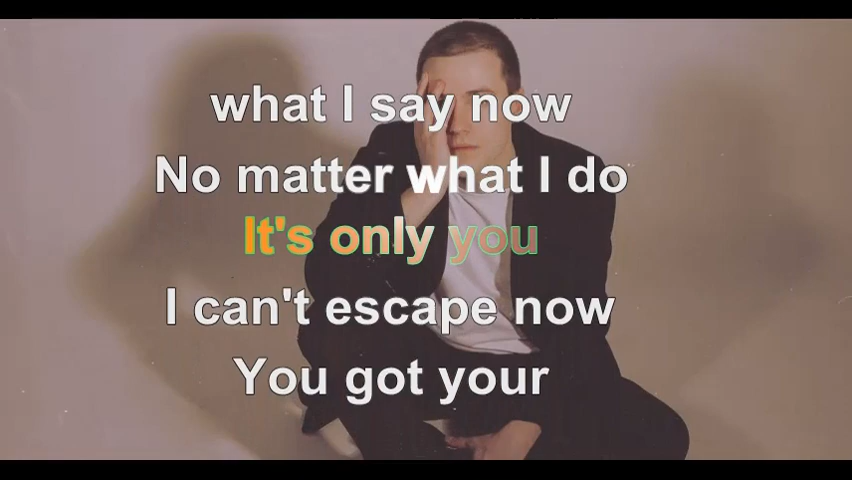 what I say now
No matter what I do
It's only you
I can't escape now
You got your